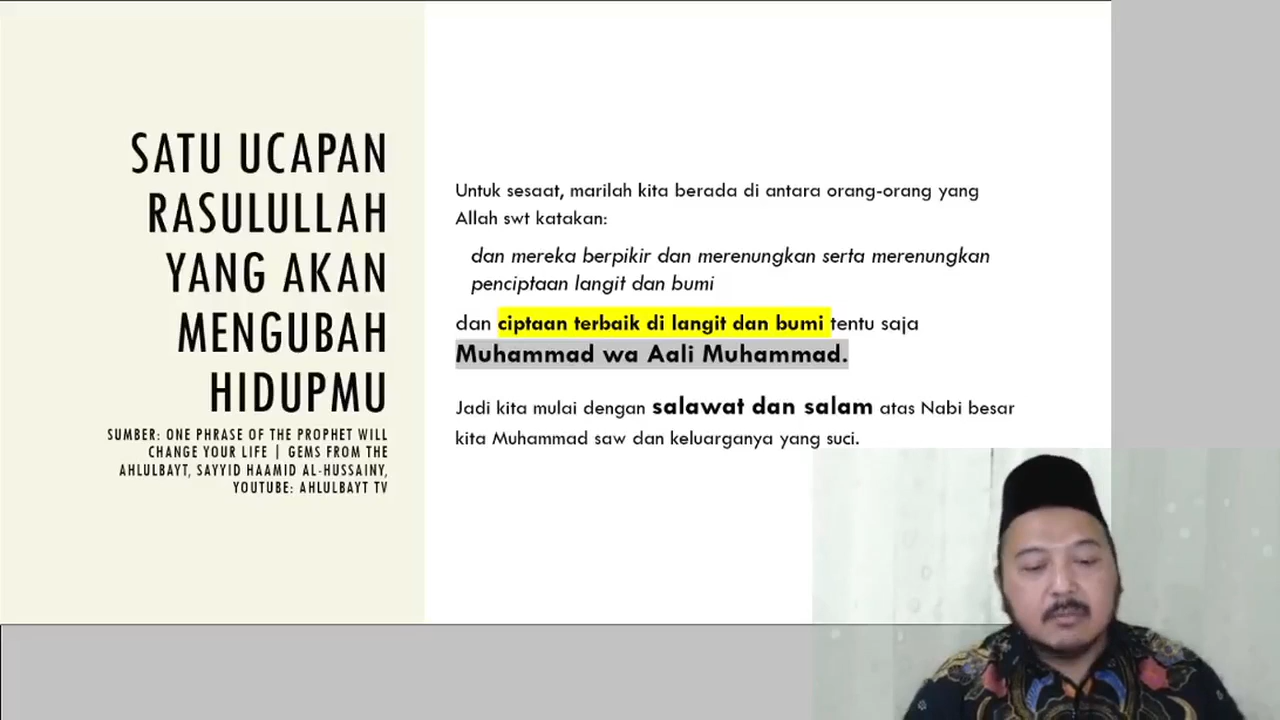 SATU UCAPAN
RASULULLAH
YANG AKAN
MENGUBAH
HIDUPMU
SUMBER: ONE PHRASE OF THE PROPHET WILL
CHANGE YOUR LIFE | GEMS FROM THE
AHLULBAYT, SAYYID HAAMID AL-HUSSAINY,
YOUTUBE: AHLULBAYT TV
Untuk sesaat, marilah kita berada di antara orang-orang yang
Allah swt katakan:
dan mereka berpikir dan merenungkan serta merenungkan
penciptaan langit dan bumi
dan ciptaan terbaik di langit dan bumi tentu saja
Muhammad wa Aali Muhammad.
Jadi kita mulai dengan salawat dan salam atas Nabi besar
kita Muhammad saw dan keluarganya yang suci.